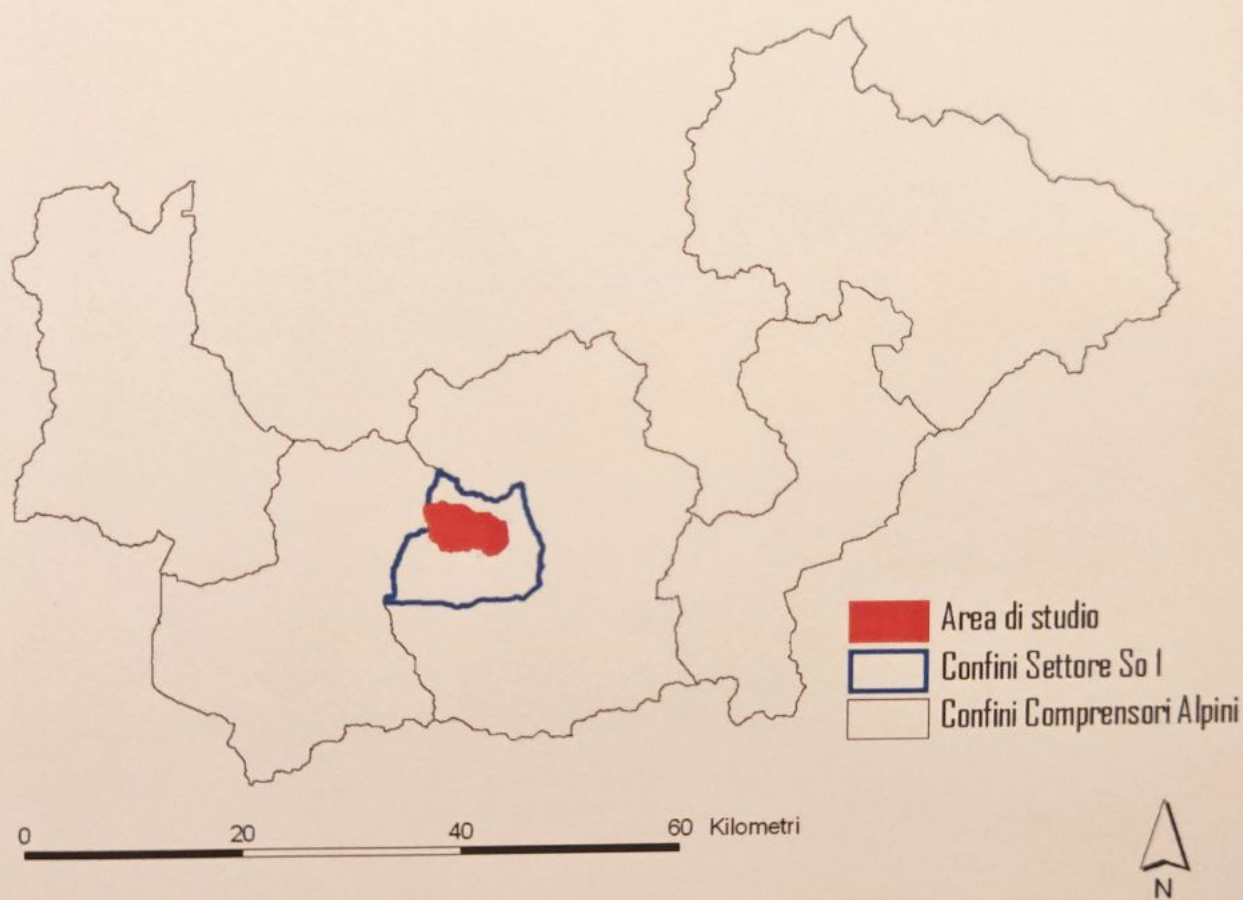 Area di studio
Confini Settore So 1
Confini Comprensori Alpini
0 20 40 60 Kilometri
N